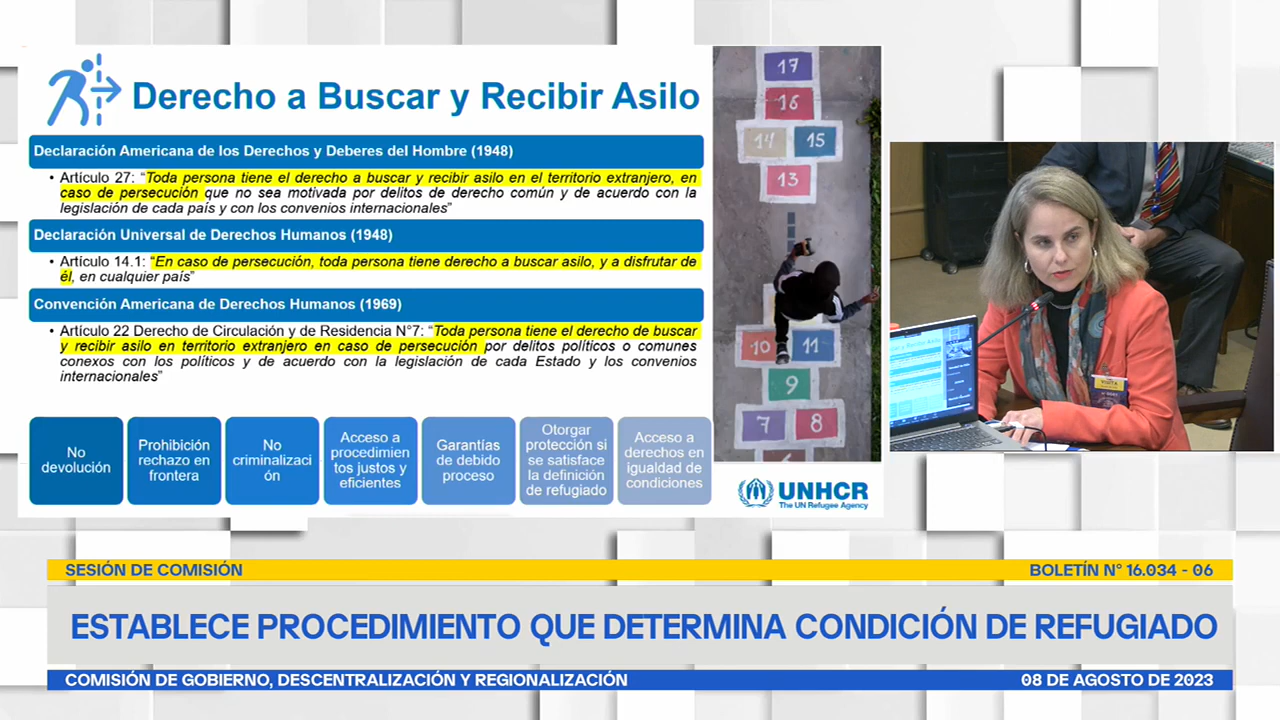 Derecho a Buscar y Recibir Asilo
Declaración Americana de los Derechos y Deberes del Hombre (1948)
• Artículo 27: “Toda persona tiene el derecho a buscar y recibir asilo en el territorio extranjero, en
caso de persecución que no sea motivada por delitos de derecho común y de acuerdo con la
legislación de cada país y con los convenios internacionales”
Declaración Universal de Derechos Humanos (1948)
• Artículo 14.1: “En caso de persecución, toda persona tiene derecho a buscar asilo, y a disfrutar de
él, en cualquier país”
Convención Americana de Derechos Humanos (1969)
• Artículo 22 Derecho de Circulación y de Residencia N°7: “Toda persona tiene el derecho de buscar
y recibir asilo en territorio extranjero en caso de persecución por delitos políticos o comunes
conexos con los políticos y de acuerdo con la legislación de cada Estado y los convenios
internacionales”
No
devolución
Prohibición
rechazo en
frontera
No
criminalizaci
ón
Acceso a
procedimien
tos justos y
eficientes
Garantías
de debido
proceso
Otorgar
protección si
se satisface
la definición
de refugiado
Acceso a
derechos en
igualdad de
condiciones
17
16
14 15
13
10 11
9
7 8
UNHCR
The UN Refugee Agency
VISITA
SESIÓN DE COMISIÓN
BOLETÍN N° 16.034 - 06
ESTABLECE PROCEDIMIENTO QUE DETERMINA CONDICIÓN DE REFUGIADO
COMISIÓN DE GOBIERNO, DESCENTRALIZACIÓN Y REGIONALIZACIÓN
08 DE AGOSTO DE 2023